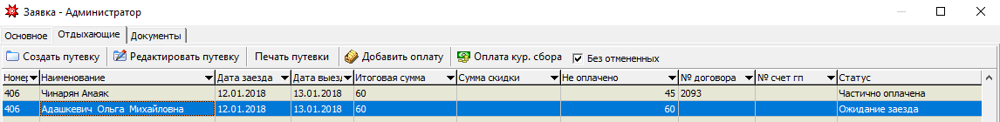 Заявка - Администратор
Основное Отдыхающие Документы
Создать путевку Редактировать путевку Печать путевки Добавить оплату Оплата кур. сбора Без отмененных
Номер Наименование Дата заезда Дата выезд Итоговая сумма Сумма скидки Не оплачено № договора № счет гп Статус
406 Чинарян Амаяк 12.01.2018 13.01.2018 60 45 2093 Частично оплачена
406 Адашкевич Ольга Михайловна 12.01.2018 13.01.2018 60 60 Ожидание заезда